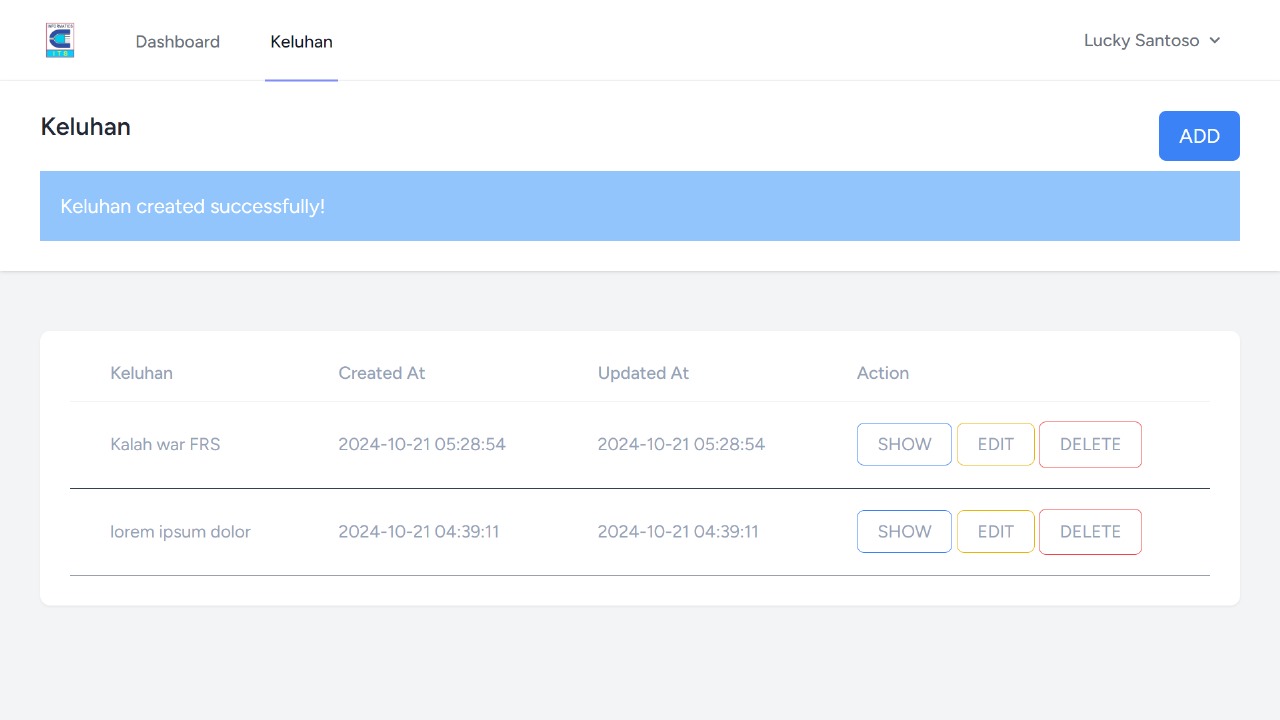 INFORMATICS
ITS
Dashboard Keluhan Lucky Santoso
Keluhan ADD
Keluhan created successfully!
Keluhan Created At Updated At Action
Kalah war FRS 2024-10-21 05:28:54 2024-10-21 05:28:54 SHOW EDIT DELETE
lorem ipsum dolor 2024-10-21 04:39:11 2024-10-21 04:39:11 SHOW EDIT DELETE